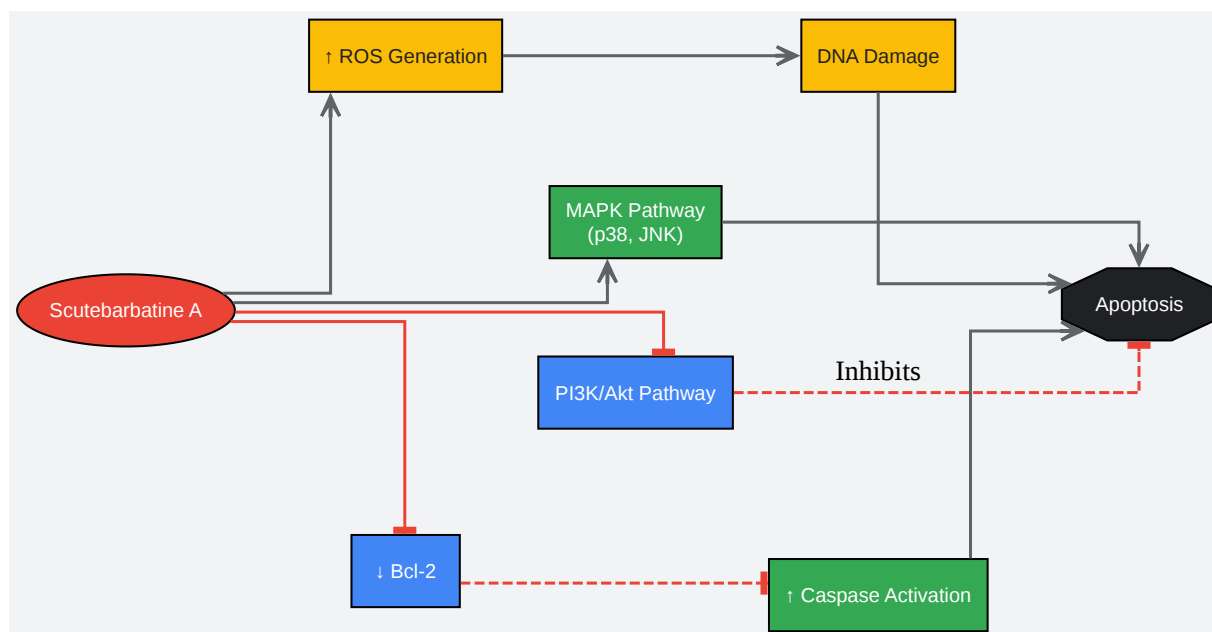 ↑ ROS Generation
DNA Damage
MAPK Pathway
(p38, JNK)
Scutebarbatine A
Apoptosis
Inhibits
PI3K/Akt Pathway
↓ Bcl-2
↑ Caspase Activation